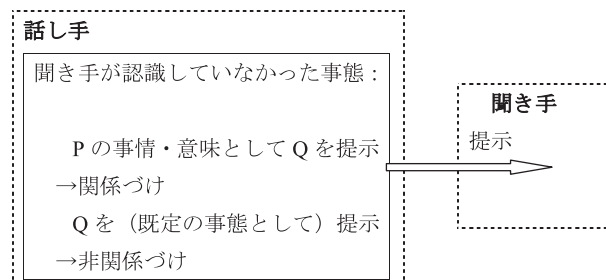 話し手
聞き手が認識していなかった事態：
Pの事情・意味としてQを提示
→関係づけ
Qを（既定の事態として）提示
→非関係づけ
聞き手
提示